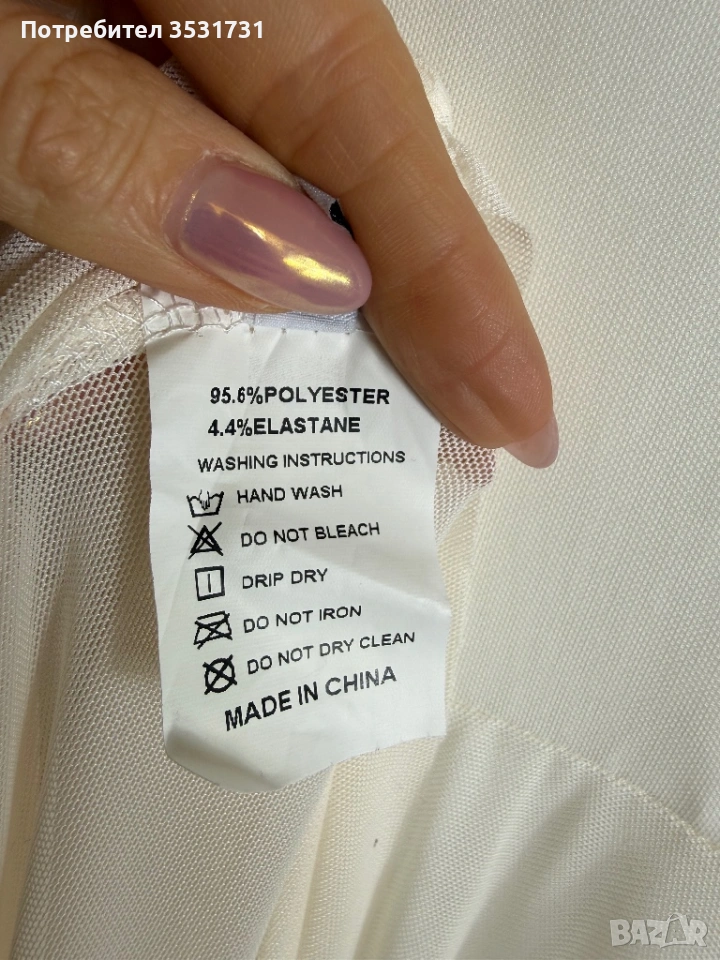 Потребител 3531731
95.6%POLYESTER
4.4%ELASTANE
WASHING INSTRUCTIONS
HAND WASH
DO NOT BLEACH
DRIP DRY
DO NOT IRON
DO NOT DRY CLEAN
MADE IN CHINA
BAZAR